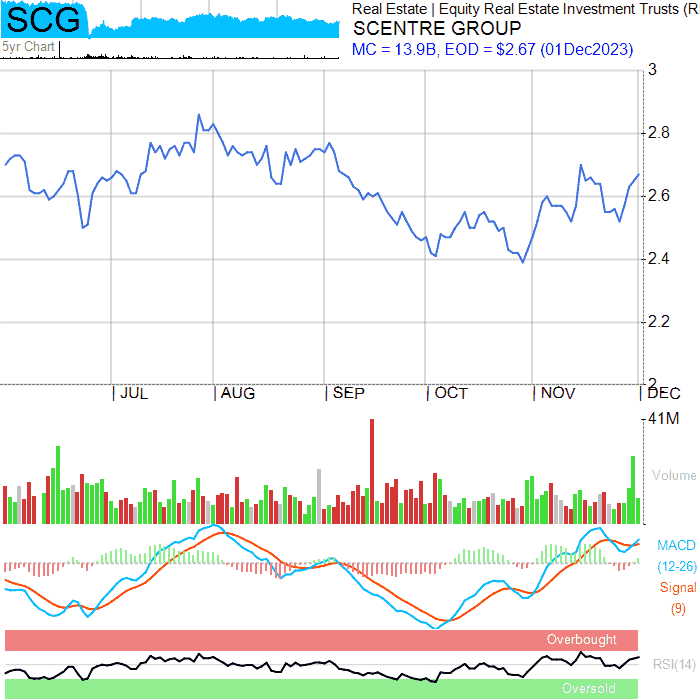 SCG
5yr Chart
Real Estate | Equity Real Estate Investment Trusts (R
SCENTRE GROUP
MC = 13.9B, EOD = $2.67 (01Dec2023)
3
2.8
2.6
2.4
2.2
2
JUL AUG SEP OCT NOV DEC
41M
Volume
MACD
(12-26)
Signal
(9)
Overbought
RSI(14)
Oversold